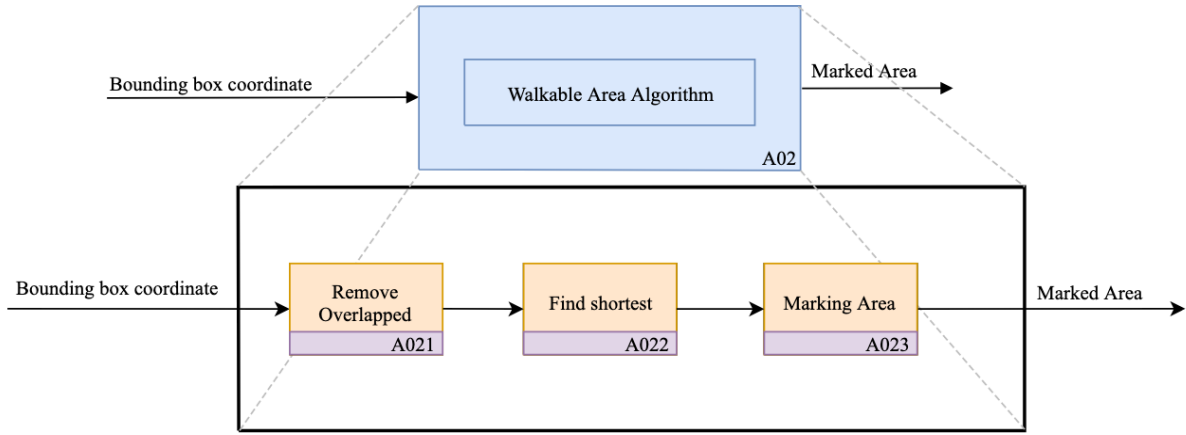 Bounding box coordinate
Walkable Area Algorithm
Marked Area
A02
Bounding box coordinate
Remove
Overlapped
A021
Find shortest
A022
Marking Area
A023
Marked Area